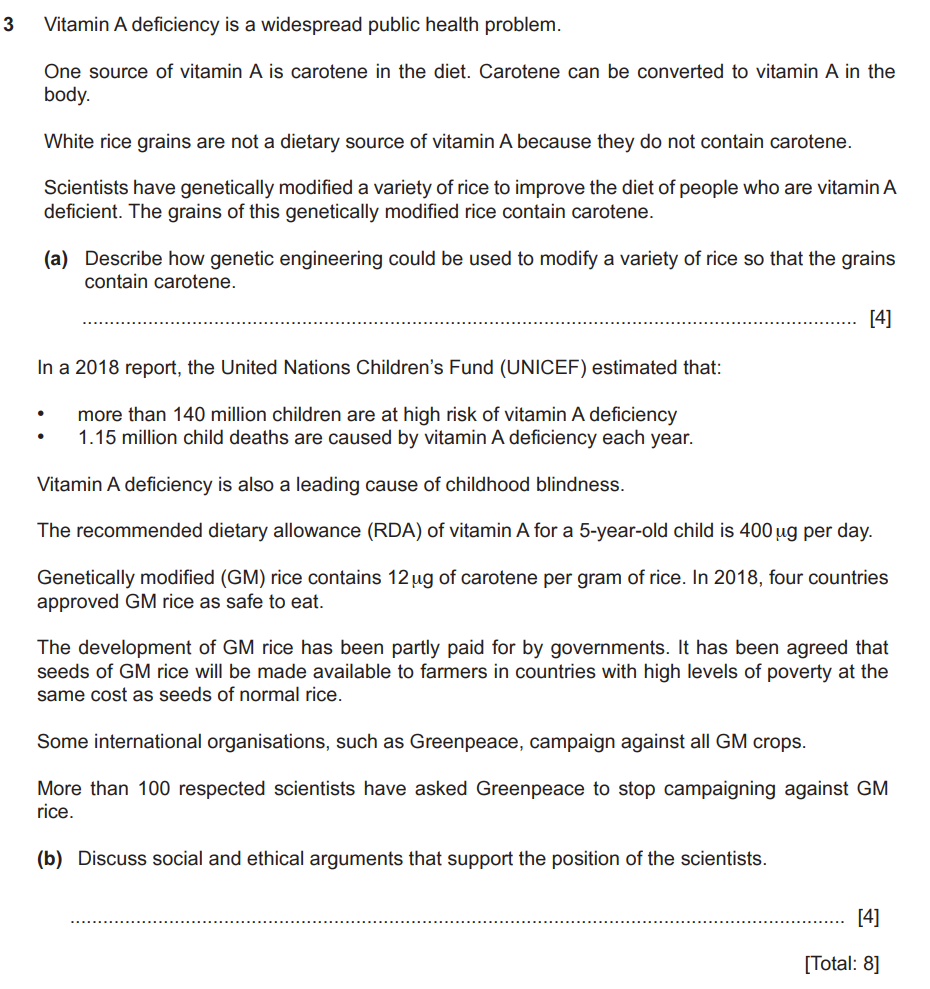 3 Vitamin A deficiency is a widespread public health problem.
One source of vitamin A is carotene in the diet. Carotene can be converted to vitamin A in the
body.
White rice grains are not a dietary source of vitamin A because they do not contain carotene.
Scientists have genetically modified a variety of rice to improve the diet of people who are vitamin A
deficient. The grains of this genetically modified rice contain carotene.
(a) Describe how genetic engineering could be used to modify a variety of rice so that the grains
contain carotene.
.......................................................................................................................................... [4]
In a 2018 report, the United Nations Children's Fund (UNICEF) estimated that:
• more than 140 million children are at high risk of vitamin A deficiency
• 1.15 million child deaths are caused by vitamin A deficiency each year.
Vitamin A deficiency is also a leading cause of childhood blindness.
The recommended dietary allowance (RDA) of vitamin A for a 5-year-old child is 400 µg per day.
Genetically modified (GM) rice contains 12 µg of carotene per gram of rice. In 2018, four countries
approved GM rice as safe to eat.
The development of GM rice has been partly paid for by governments. It has been agreed that
seeds of GM rice will be made available to farmers in countries with high levels of poverty at the
same cost as seeds of normal rice.
Some international organisations, such as Greenpeace, campaign against all GM crops.
More than 100 respected scientists have asked Greenpeace to stop campaigning against GM
rice.
(b) Discuss social and ethical arguments that support the position of the scientists.
.......................................................................................................................................... [4]
[Total: 8]